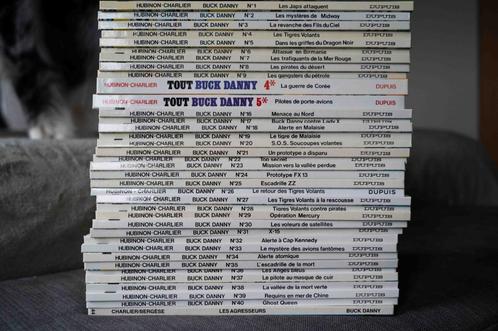 HUBINON-CHARLIER BUCK DANNY N°1 Les Japs attaquent DUPUIS
HUBINON-CHARLIER BUCK DANNY N°2 Les mystères de Midway DUPUIS
HUBINON-CHARLIER BUCK DANNY N°3 La revanche des Fils du Ciel DUPUIS
HUBINON-CHARLIER BUCK DANNY N°4 Les Tigres Volants DUPUIS
HUBINON-CHARLIER BUCK DANNY N°5 Dans les griffes du Dragon Noir DUPUIS
HUBINON-CHARLIER BUCK DANNY N°6 Attaque en Birmanie DUPUIS
HUBINON-CHARLIER BUCK DANNY N°7 Les trafiquants de la Mer Rouge DUPUIS
HUBINON-CHARLIER BUCK DANNY N°8 Les pirates du désert DUPUIS
HUBINON-CHARLIER BUCK DANNY N°9 Les gangsters du pétrole DUPUIS
HUBINON-CHARLIER TOUT BUCK DANNY 4* La guerre de Corée DUPUIS
HUBINON-CHARLIER TOUT BUCK DANNY 5* Pilotes de porte-avions DUPUIS
HUBINON-CHARLIER BUCK DANNY N°16 Menace au Nord DUPUIS
HUBINON-CHARLIER BUCK DANNY N°17 Buck Danny contre Lady X DUPUIS
HUBINON-CHARLIER BUCK DANNY N°18 Alerte en Malaisie DUPUIS
HUBINON-CHARLIER BUCK DANNY N°19 Le tigre de Malaisie DUPUIS
HUBINON-CHARLIER BUCK DANNY N°20 S.O.S. Soucoupes volantes DUPUIS
HUBINON-CHARLIER BUCK DANNY N°21 Un prototype a disparu DUPUIS
HUBINON-CHARLIER BUCK DANNY N°22 Top secret DUPUIS
HUBINON-CHARLIER BUCK DANNY N°23 Mission vers la vallée perdue DUPUIS
HUBINON-CHARLIER BUCK DANNY N°24 Prototype FX 13 DUPUIS
HUBINON-CHARLIER BUCK DANNY N°25 Escadrille ZZ DUPUIS
HUBINON-CHARLIER BUCK DANNY N°26 Le retour des Tigres Volants DUPUIS
HUBINON-CHARLIER BUCK DANNY N°27 Les Tigres Volants à la rescousse DUPUIS
HUBINON-CHARLIER BUCK DANNY N°28 Tigres Volants contre pirates DUPUIS
HUBINON-CHARLIER BUCK DANNY N°29 Opération Mercury DUPUIS
HUBINON-CHARLIER BUCK DANNY N°30 Les voleurs de satellites DUPUIS
HUBINON-CHARLIER BUCK DANNY N°31 X-15 DUPUIS
HUBINON-CHARLIER BUCK DANNY N°32 Alerte à Cap Kennedy DUPUIS
HUBINON-CHARLIER BUCK DANNY N°33 Le mystère des avions fantômes DUPUIS
HUBINON-CHARLIER BUCK DANNY N°34 Alerte atomique DUPUIS
HUBINON-CHARLIER BUCK DANNY N°35 L'escadrille de la mort DUPUIS
HUBINON-CHARLIER BUCK DANNY N°36 Les Anges bleus DUPUIS
HUBINON-CHARLIER BUCK DANNY N°37 Le pilote au masque de cuir DUPUIS
HUBINON-CHARLIER BUCK DANNY N°38 La vallée de la mort verte DUPUIS
HUBINON-CHARLIER BUCK DANNY N°39 Requins en mer de Chine DUPUIS
HUBINON-CHARLIER BUCK DANNY N°40 Ghost Queen DUPUIS
CHARLIER/BERGÈSE LES AGRESSEURS BUCK DANNY